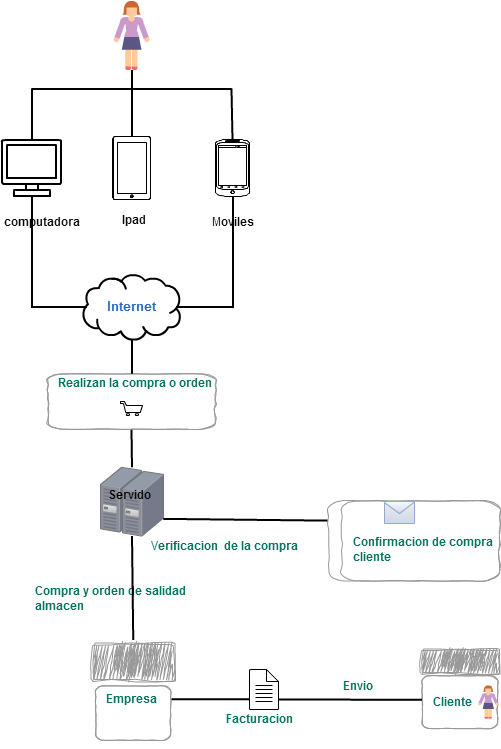 computadora
Ipad
Moviles
Internet
Realizan la compra o orden
Servido
Verificacion de la compra
Confirmacion de compra
cliente
Compra y orden de salidad
almacen
Empresa
Facturacion
Envio
Cliente